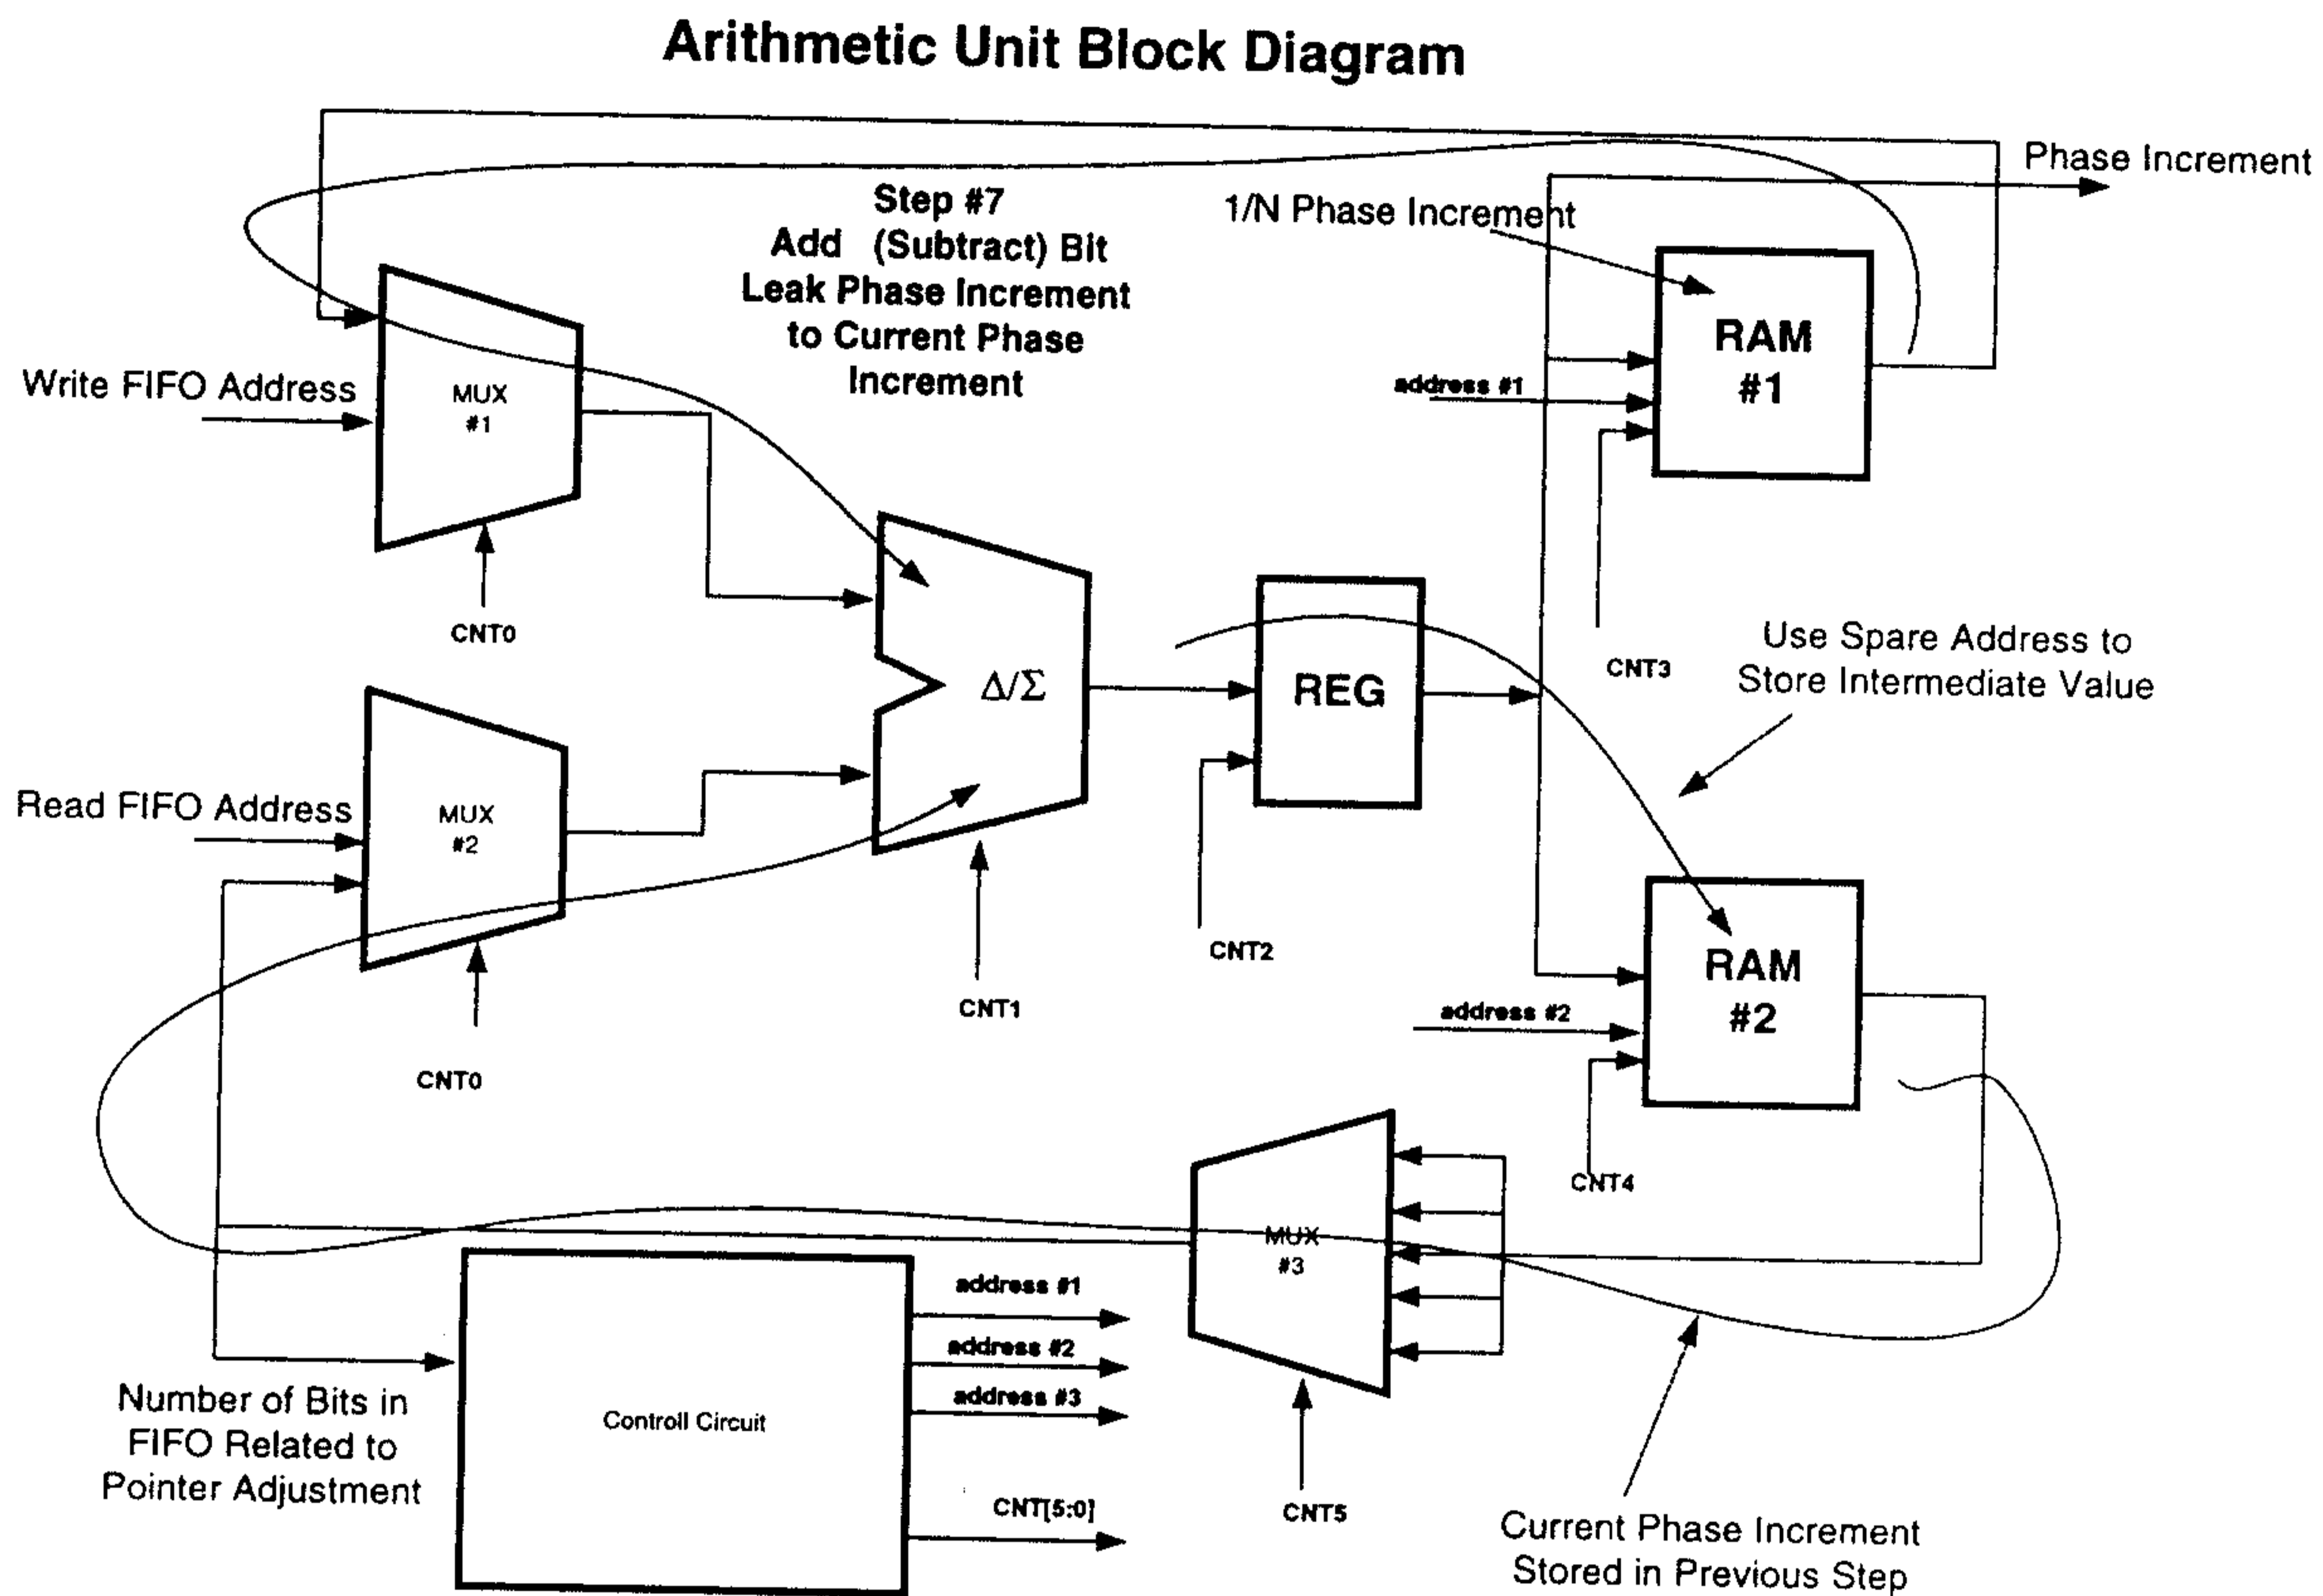 Arithmetic Unit Block Diagram
Phase Increment
1/N Phase Increment
Step #7
Add (Subtract) Bit
Leak Phase Increment
to Current Phase
Increment
RAM
#1
address #1
Write FIFO Address
MUX
#1
CNT0
CNT3
Use Spare Address to
Store Intermediate Value
Δ/Σ
REG
Read FIFO Address
MUX
#2
CNT2
CNT1
CNT0
RAM
#2
address #2
CNT4
MUX
#3
CNT5
address #1
address #2
address #3
CNT[5:0]
Controll Circuit
Number of Bits in
FIFO Related to
Pointer Adjustment
Current Phase Increment
Stored in Previous Step